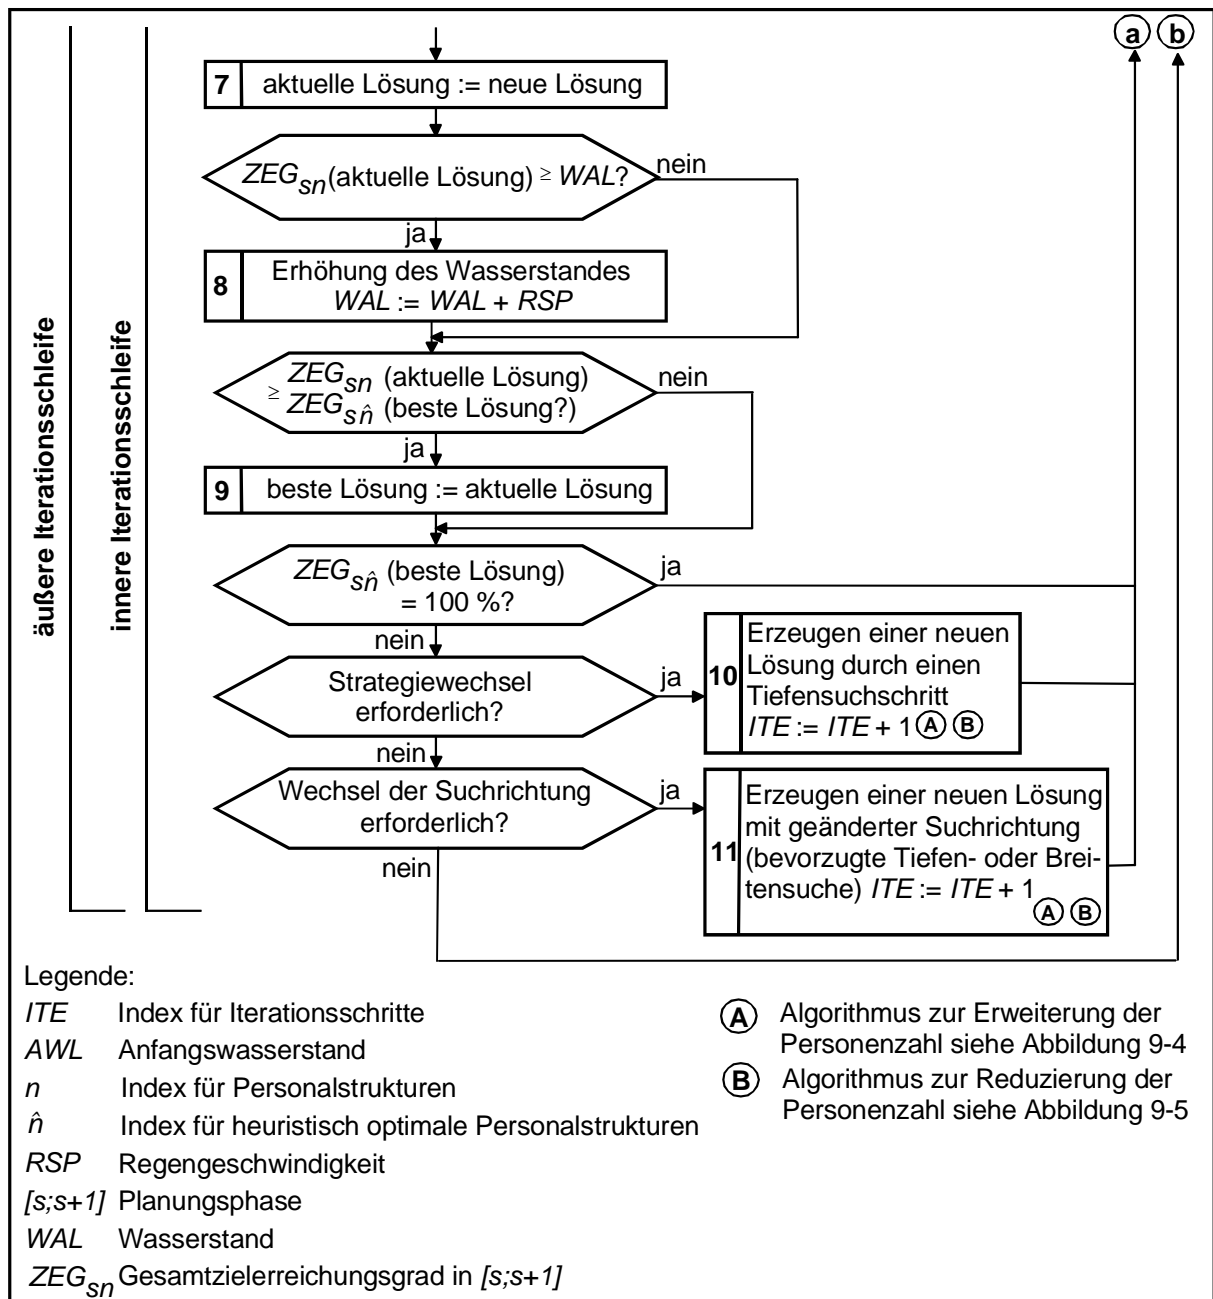 a b
7 aktuelle Lösung := neue Lösung
ZEGsn(aktuelle Lösung) ≥ WAL?
nein
ja
8 Erhöhung des Wasserstandes
WAL := WAL + RSP
ZEGsn (aktuelle Lösung)
≥ ZEGsn̂ (beste Lösung?)
nein
ja
9 beste Lösung := aktuelle Lösung
ZEGsn̂ (beste Lösung)
= 100 %?
ja
nein
Strategiewechsel
erforderlich?
ja
10 Erzeugen einer neuen
Lösung durch einen
Tiefensuchschritt
ITE := ITE + 1 A B
nein
Wechsel der Suchrichtung
erforderlich?
ja
11 Erzeugen einer neuen Lösung
mit geänderter Suchrichtung
(bevorzugte Tiefen- oder Brei-
tensuche) ITE := ITE + 1
A B
nein
äußere Iterationsschleife
innere Iterationsschleife
Legende:
ITE Index für Iterationsschritte
AWL Anfangswasserstand
n Index für Personalstrukturen
n̂ Index für heuristisch optimale Personalstrukturen
RSP Regengeschwindigkeit
[s;s+1] Planungsphase
WAL Wasserstand
ZEGsn Gesamtzielerreichungsgrad in [s;s+1]
A Algorithmus zur Erweiterung der
Personenzahl siehe Abbildung 9-4
B Algorithmus zur Reduzierung der
Personenzahl siehe Abbildung 9-5